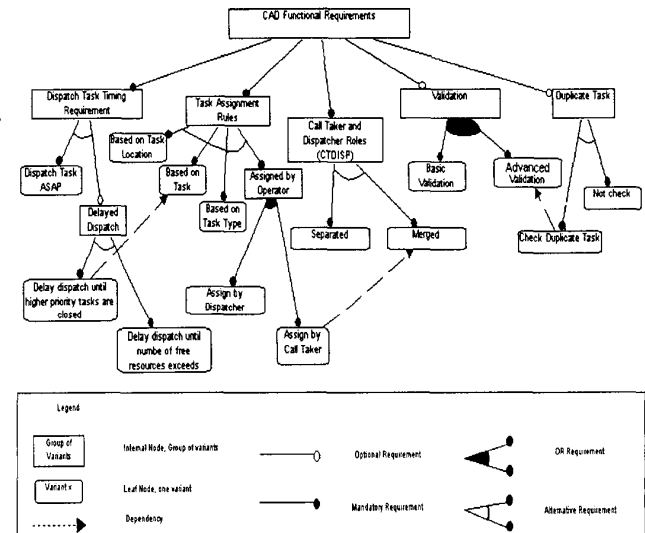 CAD Functional Requirements
Dispatch Task Timing
Requirement
Task Assignment
Rules
Call Taker and
Dispatcher Roles
(CTDISP)
Validation
Duplicate Task
Based on Task
Location
Dispatch Task
ASAP
Based on
Task
Assigned by
Operator
Basic
Validation
Advanced
Validation
Not check
Delayed
Dispatch
Based on
Task Type
Separated
Merged
Check Duplicate Task
Delay dispatch until
higher priority tasks are
closed
Assign by
Dispatcher
Delay dispatch until
numbe of free
resources exceeds
Assign by
Call Taker
Legend
Group of
Variants
Internal Node, Group of variants
Optional Requirement
OR Requirement
Variant x
Leaf Node, one variant
Mandatory Requirement
Alternative Requirement
Dependency